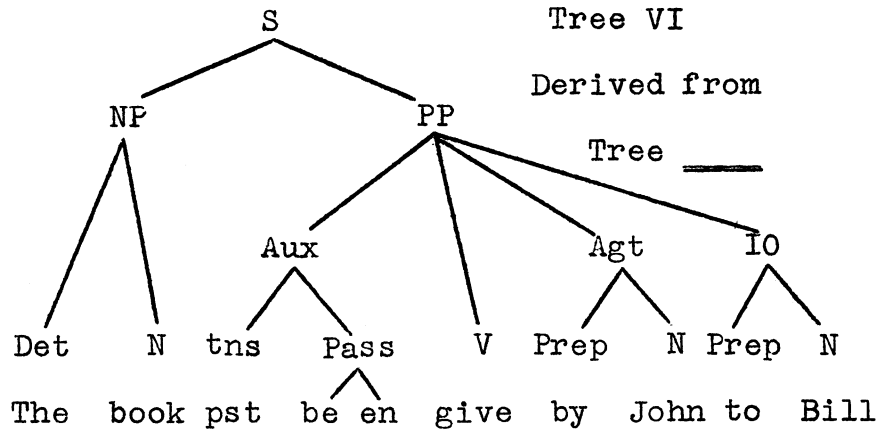 S Tree VI
Derived from
NP PP
Tree
Aux Agt IO
Det N tns Pass V Prep N Prep N
The book pst be en give by John to Bill